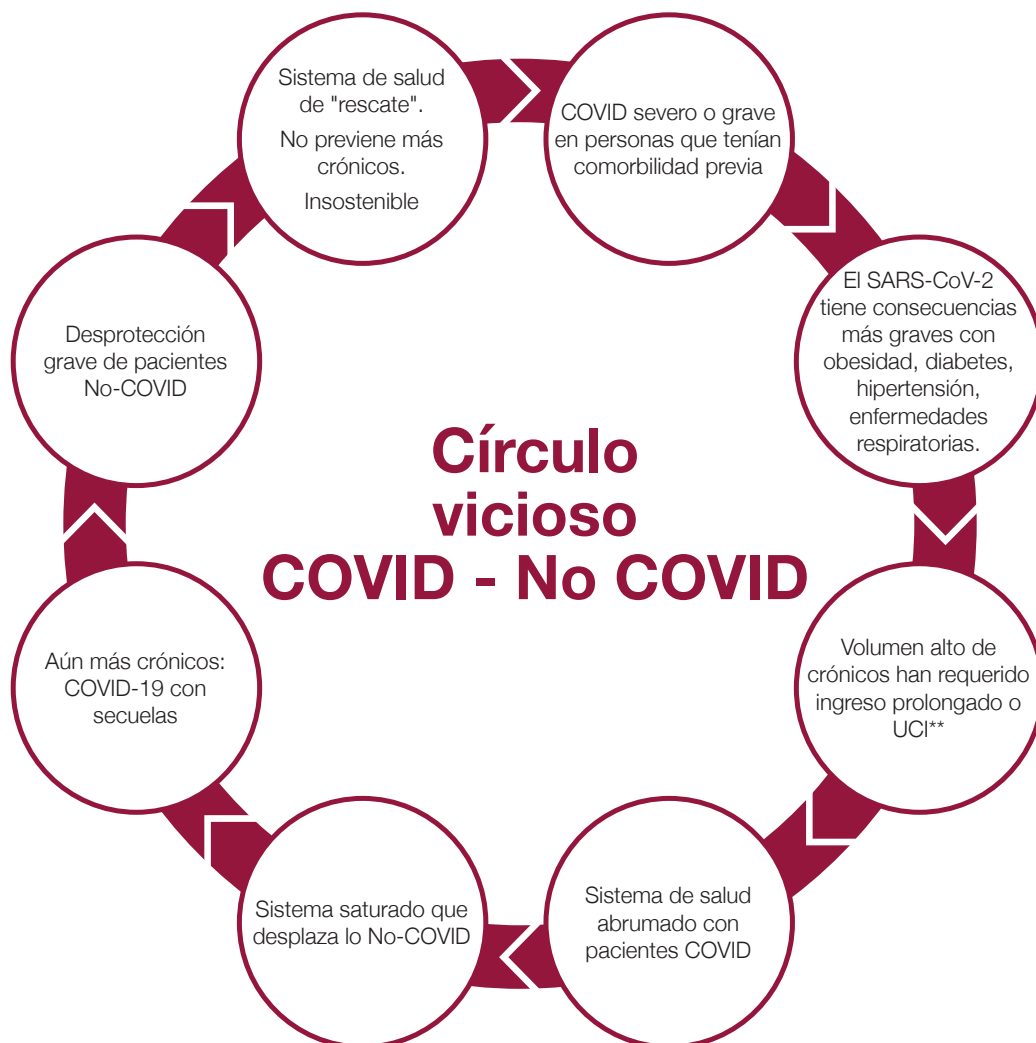 Sistema de salud
de "rescate".
No previene más
crónicos.
Insostenible
COVID severo o grave
en personas que tenían
comorbilidad previa
El SARS-CoV-2
tiene consecuencias
más graves con
obesidad, diabetes,
hipertensión,
enfermedades
respiratorias.
Volumen alto de
crónicos han requerido
ingreso prolongado o
UCI**
Sistema de salud
abrumado con
pacientes COVID
Sistema saturado que
desplaza lo No-COVID
Aún más crónicos:
COVID-19 con
secuelas
Desprotección
grave de pacientes
No-COVID
Círculo
vicioso
COVID - No COVID